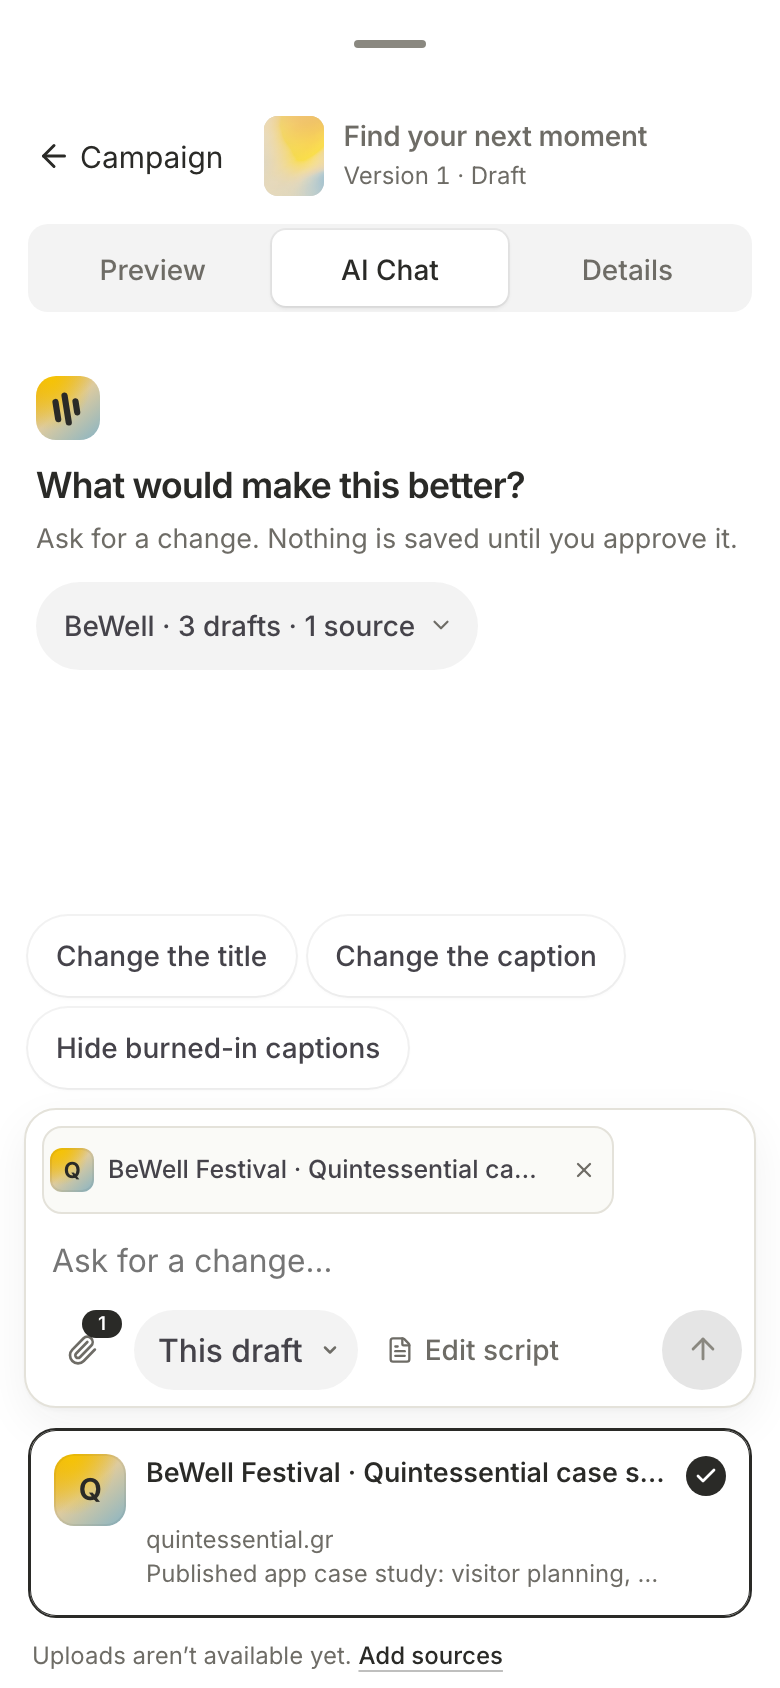 Campaign
Find your next moment
Version 1 · Draft
Preview
AI Chat
Details
What would make this better?
Ask for a change. Nothing is saved until you approve it.
BeWell · 3 drafts · 1 source
Change the title
Change the caption
Hide burned-in captions
Q
BeWell Festival · Quintessential ca...
Ask for a change...
1
This draft
Edit script
Q
BeWell Festival · Quintessential case s...
quintessential.gr
Published app case study: visitor planning, ...
Uploads aren’t available yet. Add sources